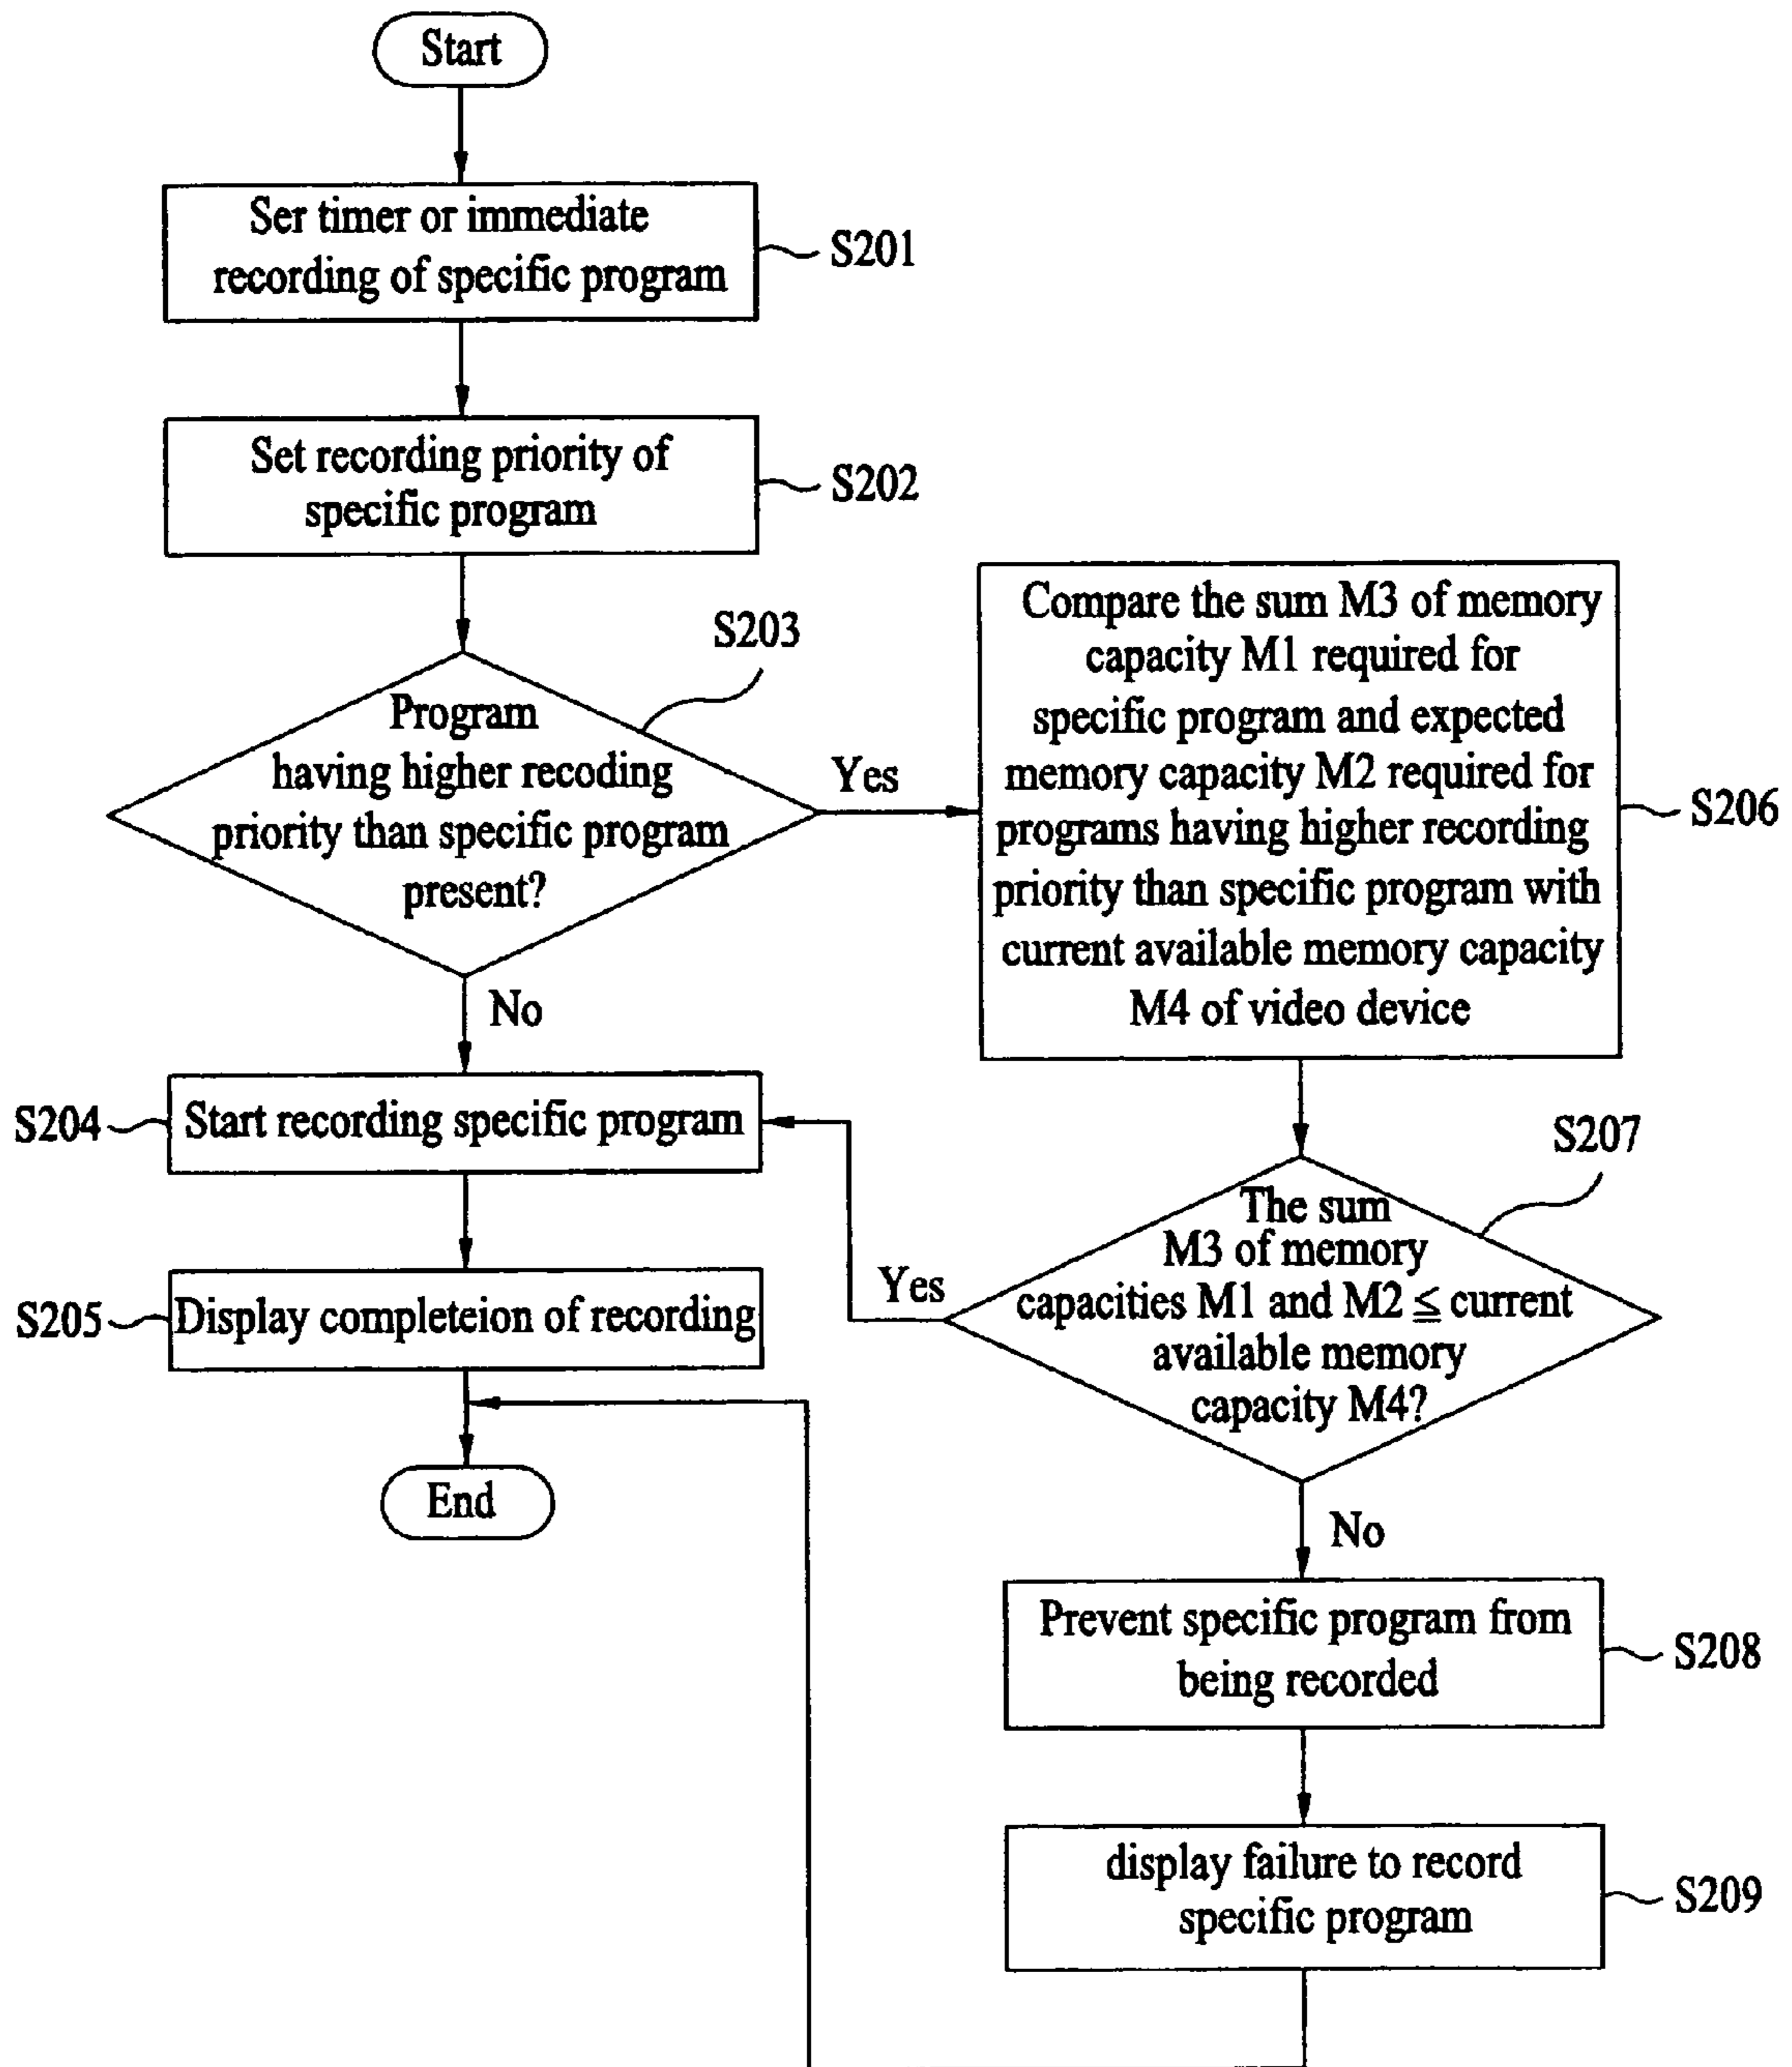 Start
Ser timer or immediate
recording of specific program
S201
Set recording priority of
specific program
S202
S203
Program
having higher recoding
priority than specific program
present?
Yes
No
Compare the sum M3 of memory
capacity M1 required for
specific program and expected
memory capacity M2 required for
programs having higher recording
priority than specific program with
current available memory capacity
M4 of video device
S206
S204
Start recording specific program
S205
Display completeion of recording
End
S207
The sum
M3 of memory
capacities M1 and M2 ≦ current
available memory
capacity M4?
Yes
No
Prevent specific program from
being recorded
S208
display failure to record
specific program
S209